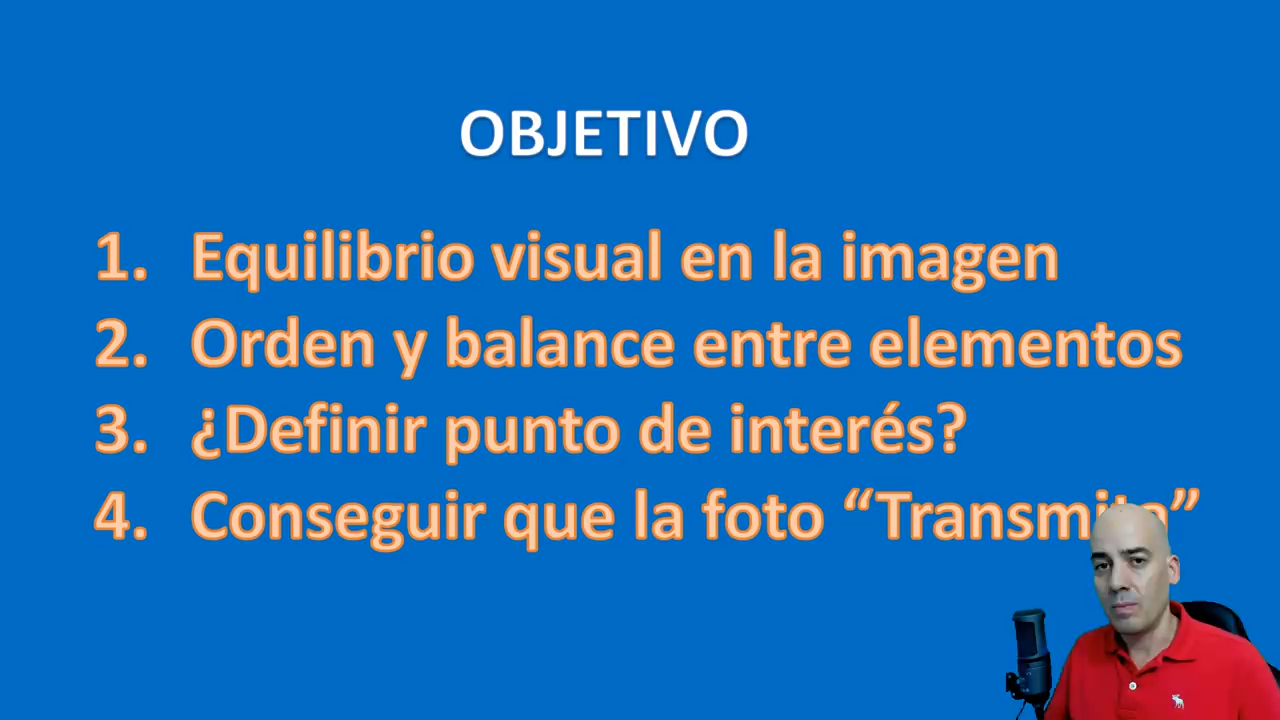 OBJETIVO
1. Equilibrio visual en la imagen
2. Orden y balance entre elementos
3. ¿Definir punto de interés?
4. Conseguir que la foto “Transmita”